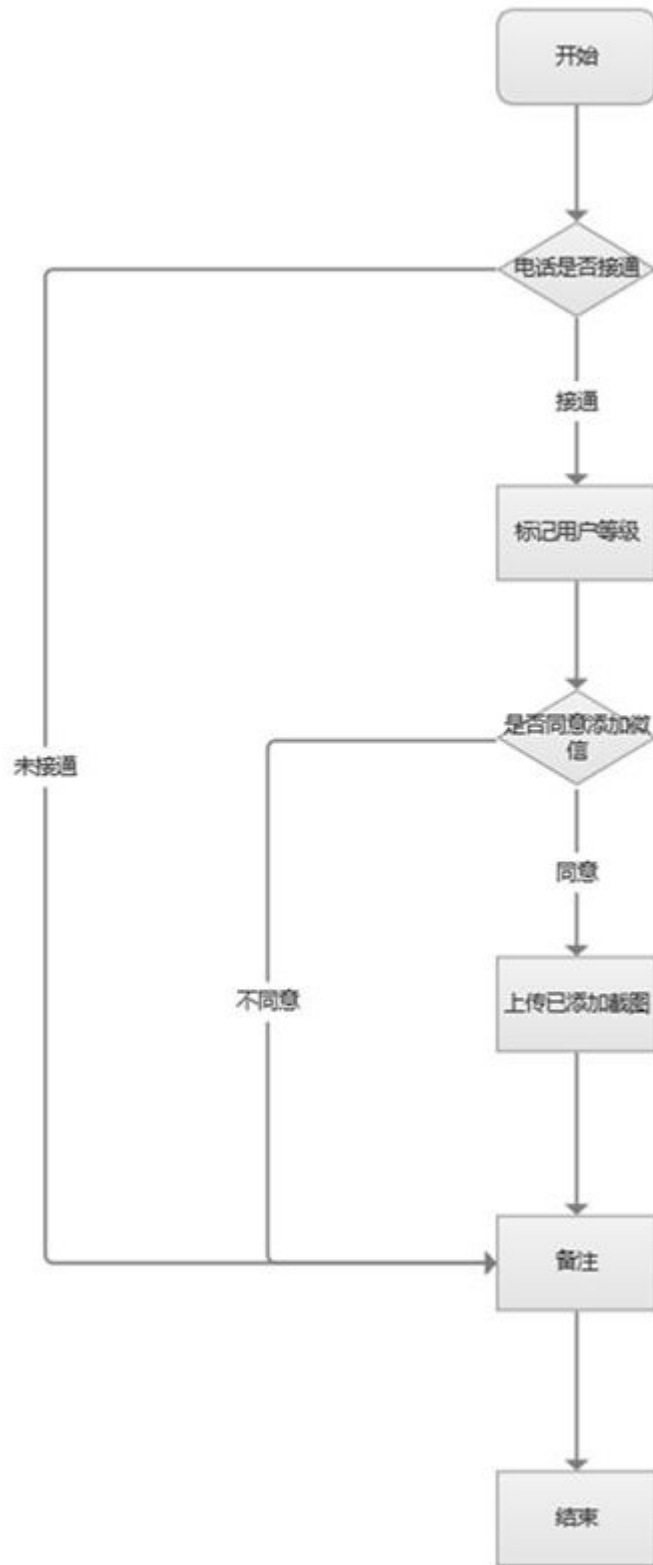 开始
电话是否接通
接通
标记用户等级
是否同意添加微
信
未接通
同意
不同意
上传已添加截图
备注
结束